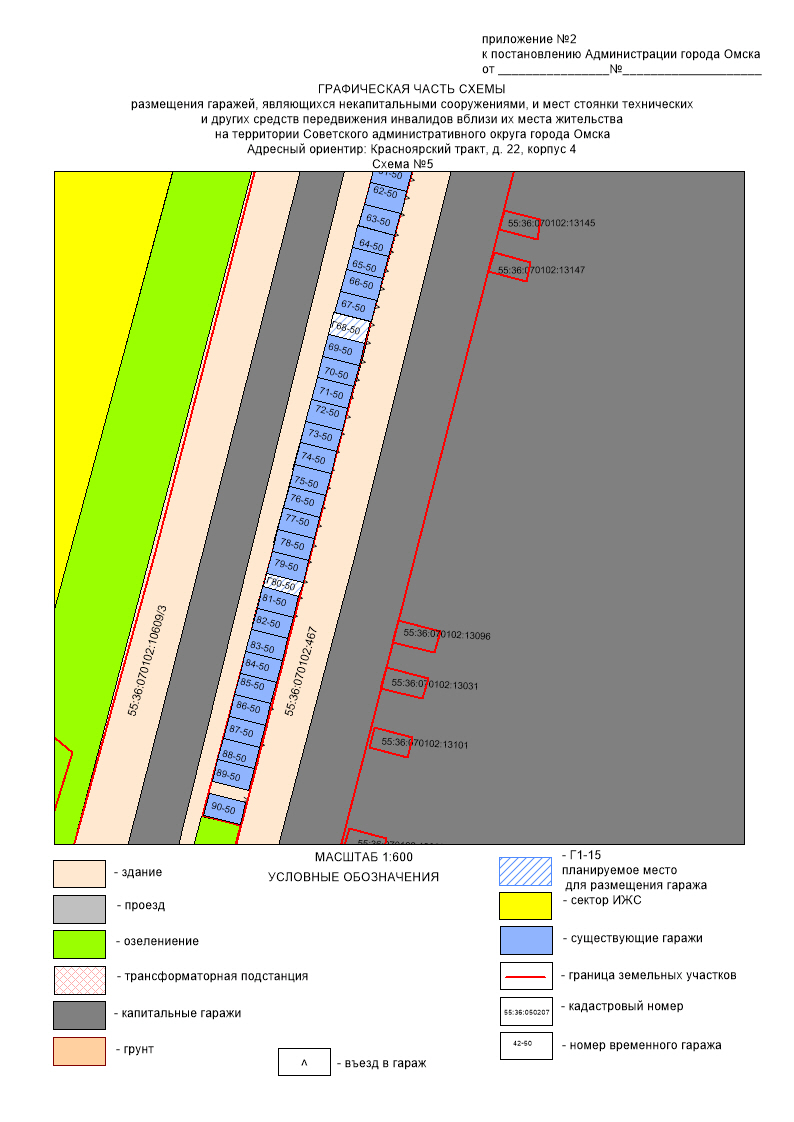 приложение №2
к постановлению Администрации города Омска
от ________________№____________________
ГРАФИЧЕСКАЯ ЧАСТЬ СХЕМЫ
размещения гаражей, являющихся некапитальными сооружениями, и мест стоянки технических
и других средств передвижения инвалидов вблизи их места жительства
на территории Советского административного округа города Омска
Адресный ориентир: Красноярский тракт, д. 22, корпус 4
Схема №5
62-50
63-50
64-50
65-50
66-50
67-50
Г68-50
69-50
70-50
71-50
72-50
73-50
74-50
75-50
76-50
77-50
78-50
79-50
Г80-50
81-50
82-50
83-50
84-50
85-50
86-50
87-50
88-50
89-50
90-50
55:36:070102:13145
55:36:070102:13147
55:36:070102:13096
55:36:070102:13031
55:36:070102:13101
55:36:070102:10609/3
55:36:070102:467
МАСШТАБ 1:600
УСЛОВНЫЕ ОБОЗНАЧЕНИЯ
- здание
- проезд
- озелениение
- трансформаторная подстанция
- капитальные гаражи
- грунт
^ - въезд в гараж
- Г1-15
планируемое место
для размещения гаража
- сектор ИЖС
- существующие гаражи
- граница земельных участков
55:36:050207 - кадастровый номер
42-50 - номер временного гаража